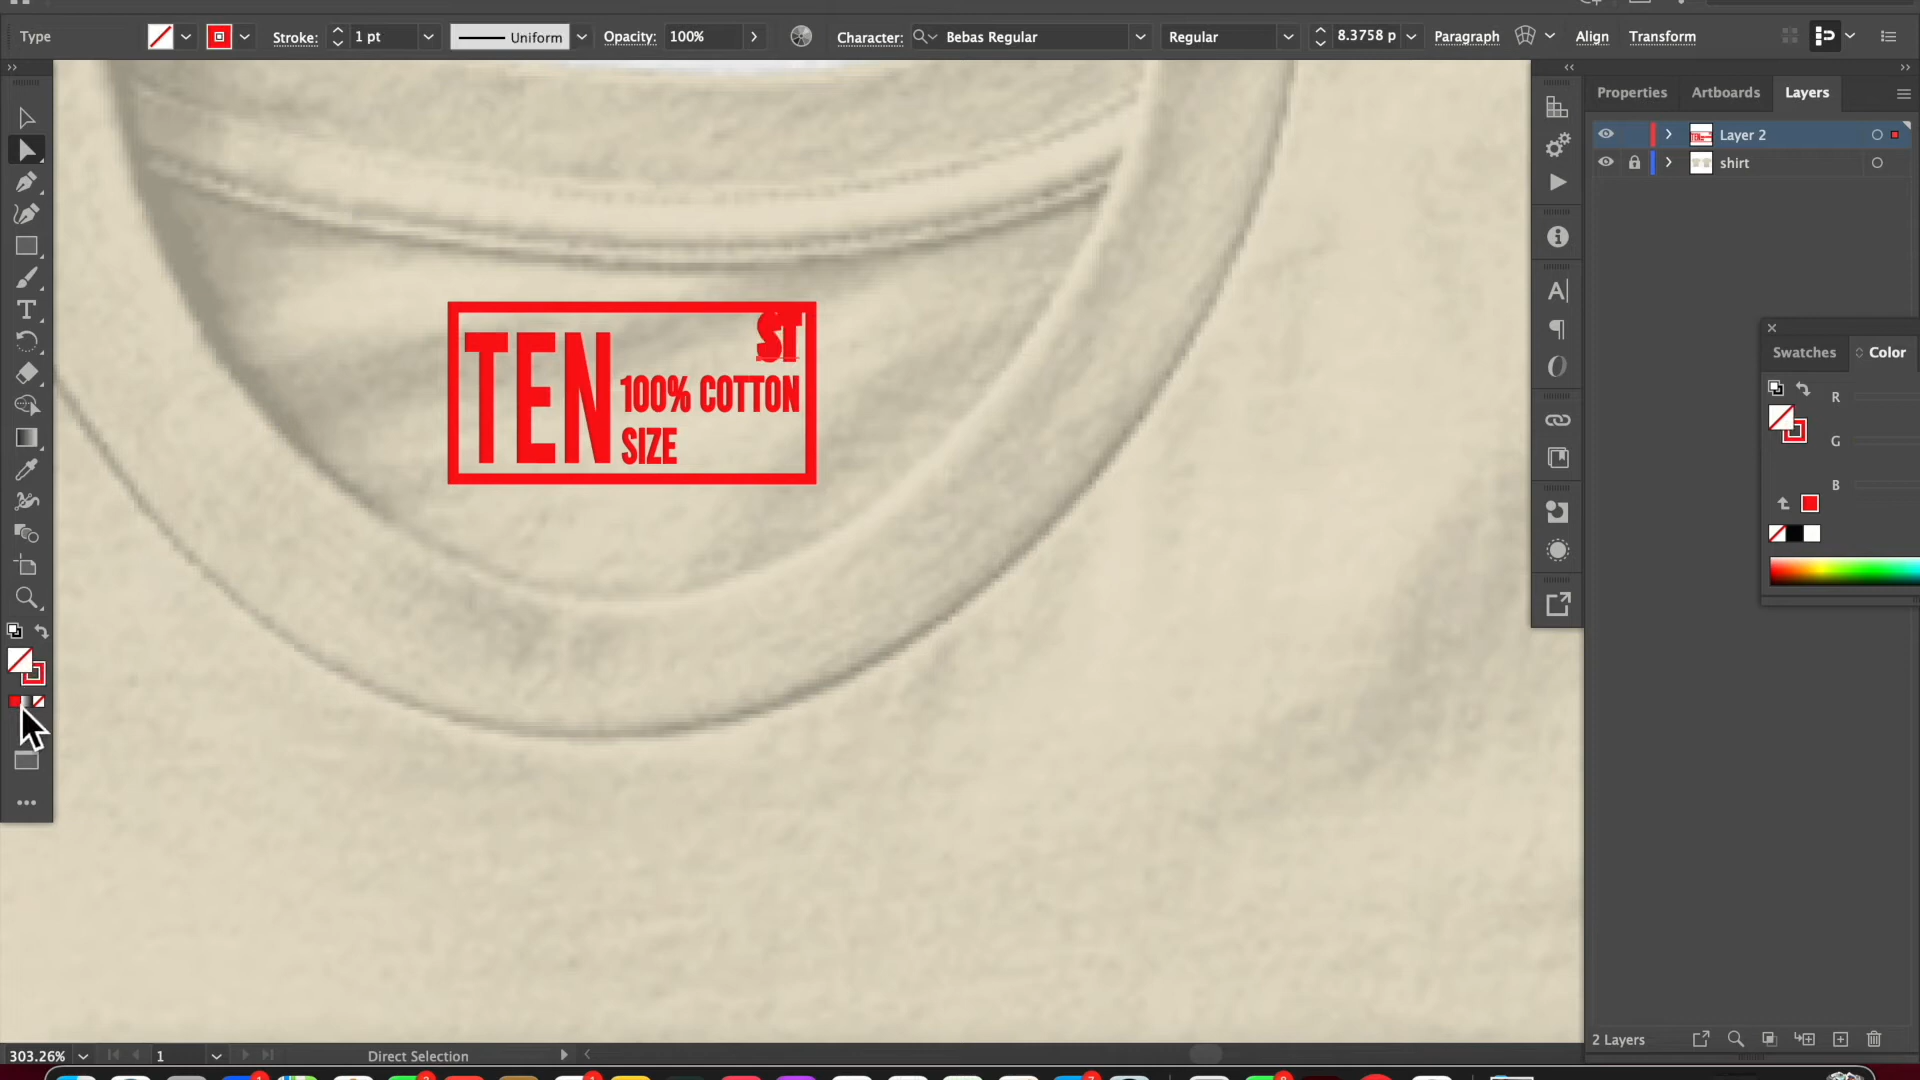 Type
Stroke:
1 pt
Uniform
Opacity:
100%
Character:
Bebas Regular
Regular
8.3758 p
Paragraph
Align
Transform
Properties
Artboards
Layers
Layer 2
shirt
ST
TEN
100% COTTON
SIZE
Swatches
Color
R
G
B
2 Layers
303.26%
1
Direct Selection